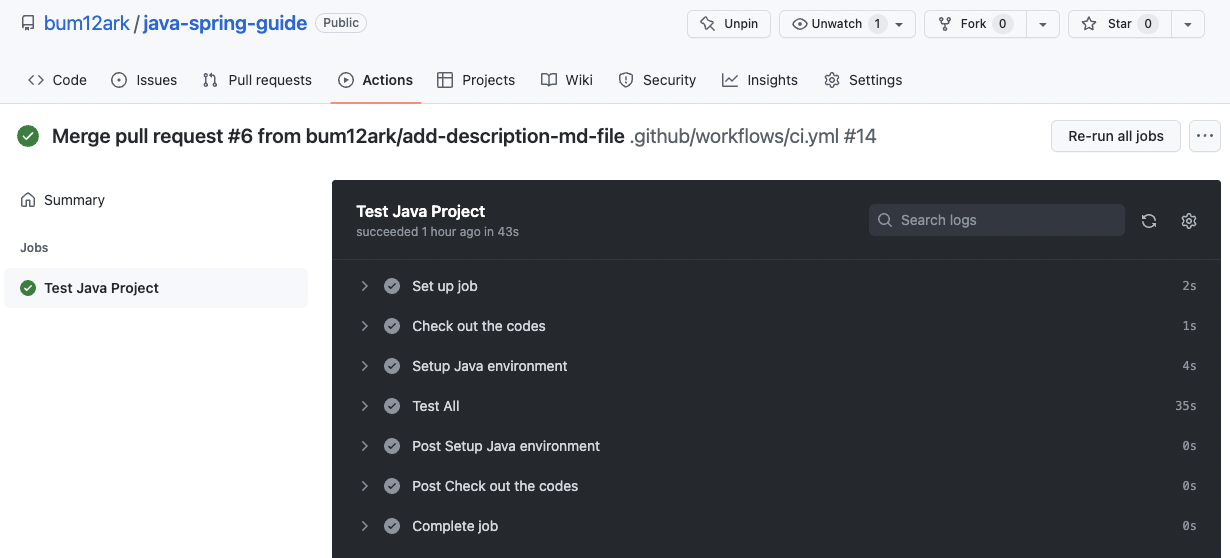 bum12ark / java-spring-guide Public Unpin Unwatch 1 Fork 0 Star 0
Code Issues Pull requests Actions Projects Wiki Security Insights Settings
Merge pull request #6 from bum12ark/add-description-md-file .github/workflows/ci.yml #14 Re-run all jobs ...
Summary
Jobs
Test Java Project
Test Java Project
succeeded 1 hour ago in 43s
Search logs
Set up job 2s
Check out the codes 1s
Setup Java environment 4s
Test All 35s
Post Setup Java environment 0s
Post Check out the codes 0s
Complete job 0s